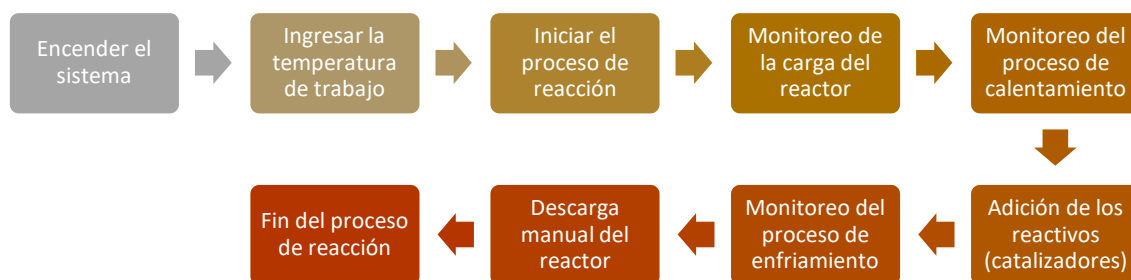 Encender el
sistema
Ingresar la
temperatura
de trabajo
Iniciar el
proceso de
reacción
Monitoreo de
la carga del
reactor
Monitoreo del
proceso de
calentamiento
Adición de los
reactivos
(catalizadores)
Monitoreo del
proceso de
enfriamiento
Descarga
manual del
reactor
Fin del proceso
de reacción